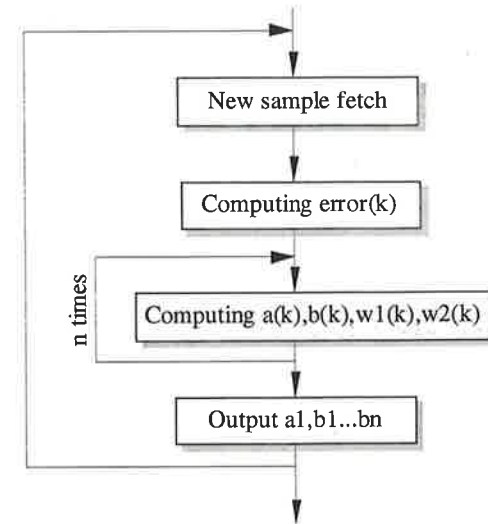 New sample fetch
Computing error(k)
n times
Computing a(k),b(k),w1(k),w2(k)
Output a1,b1...bn